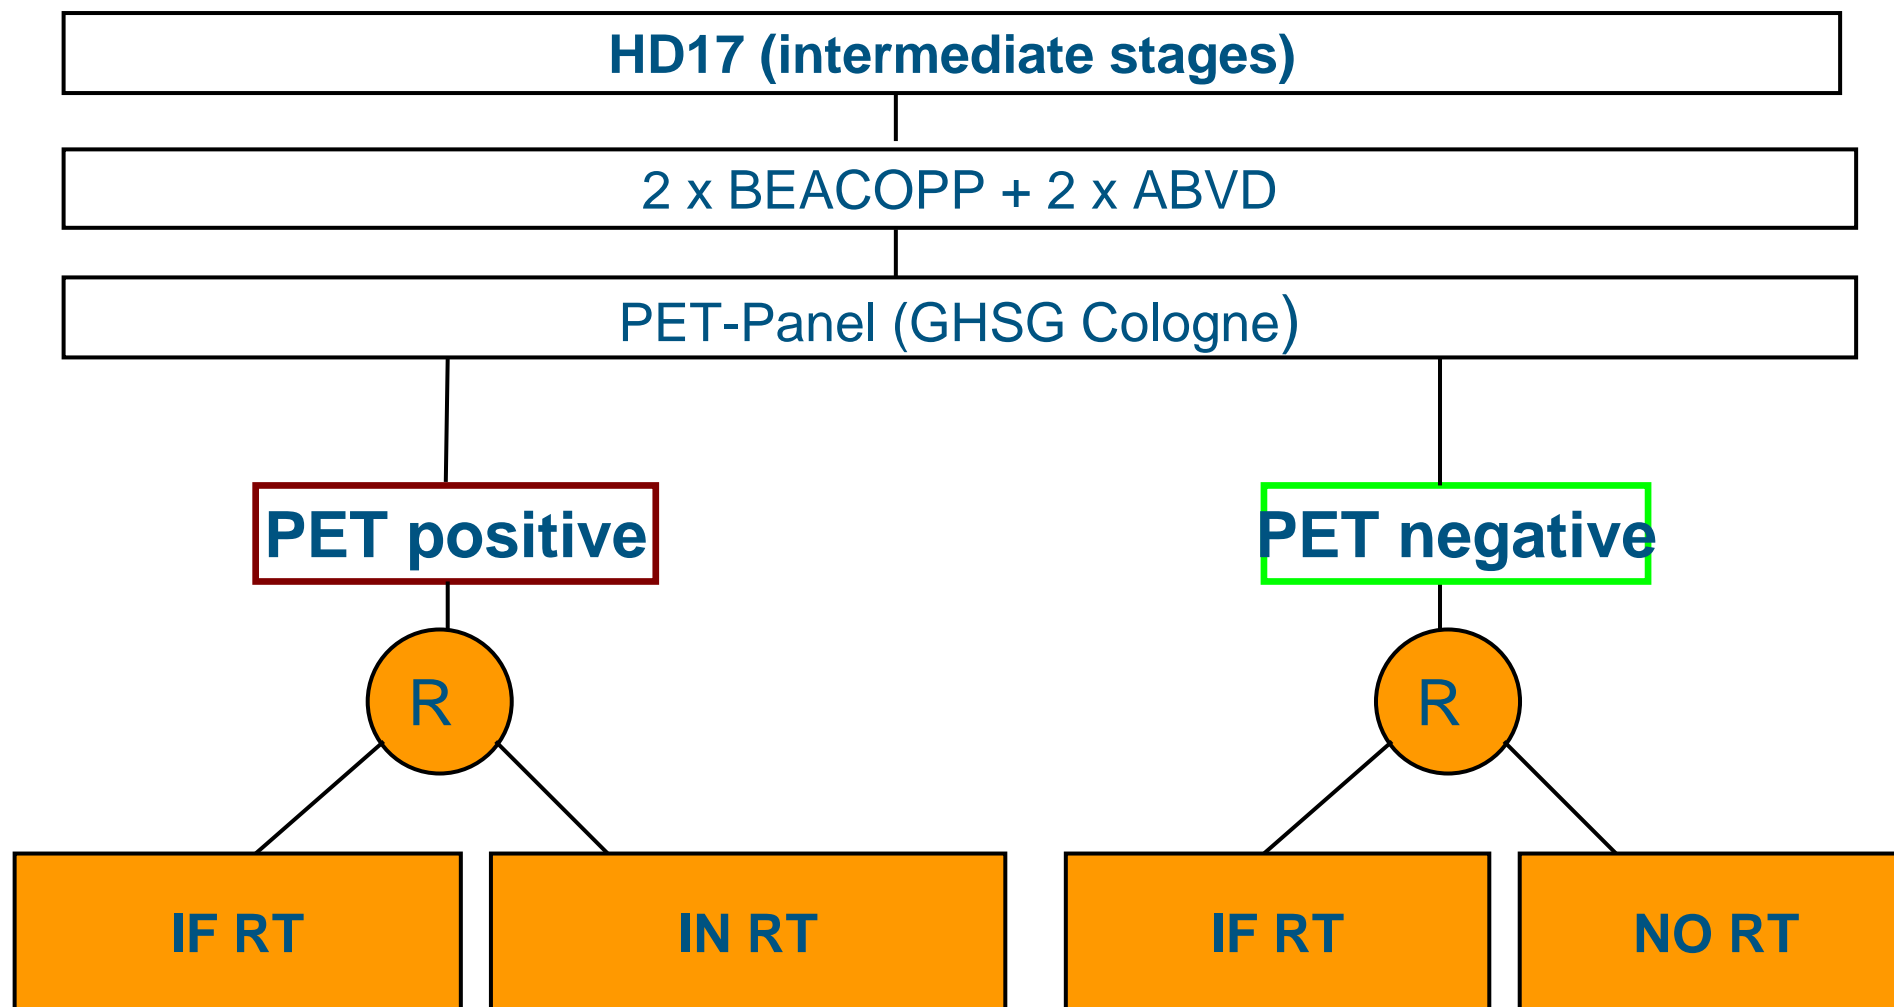 HD17 (intermediate stages)
2 x BEACOPP + 2 x ABVD
PET-Panel (GHSG Cologne)
PET positive
PET negative
R
R
IF RT
IN RT
IF RT
NO RT